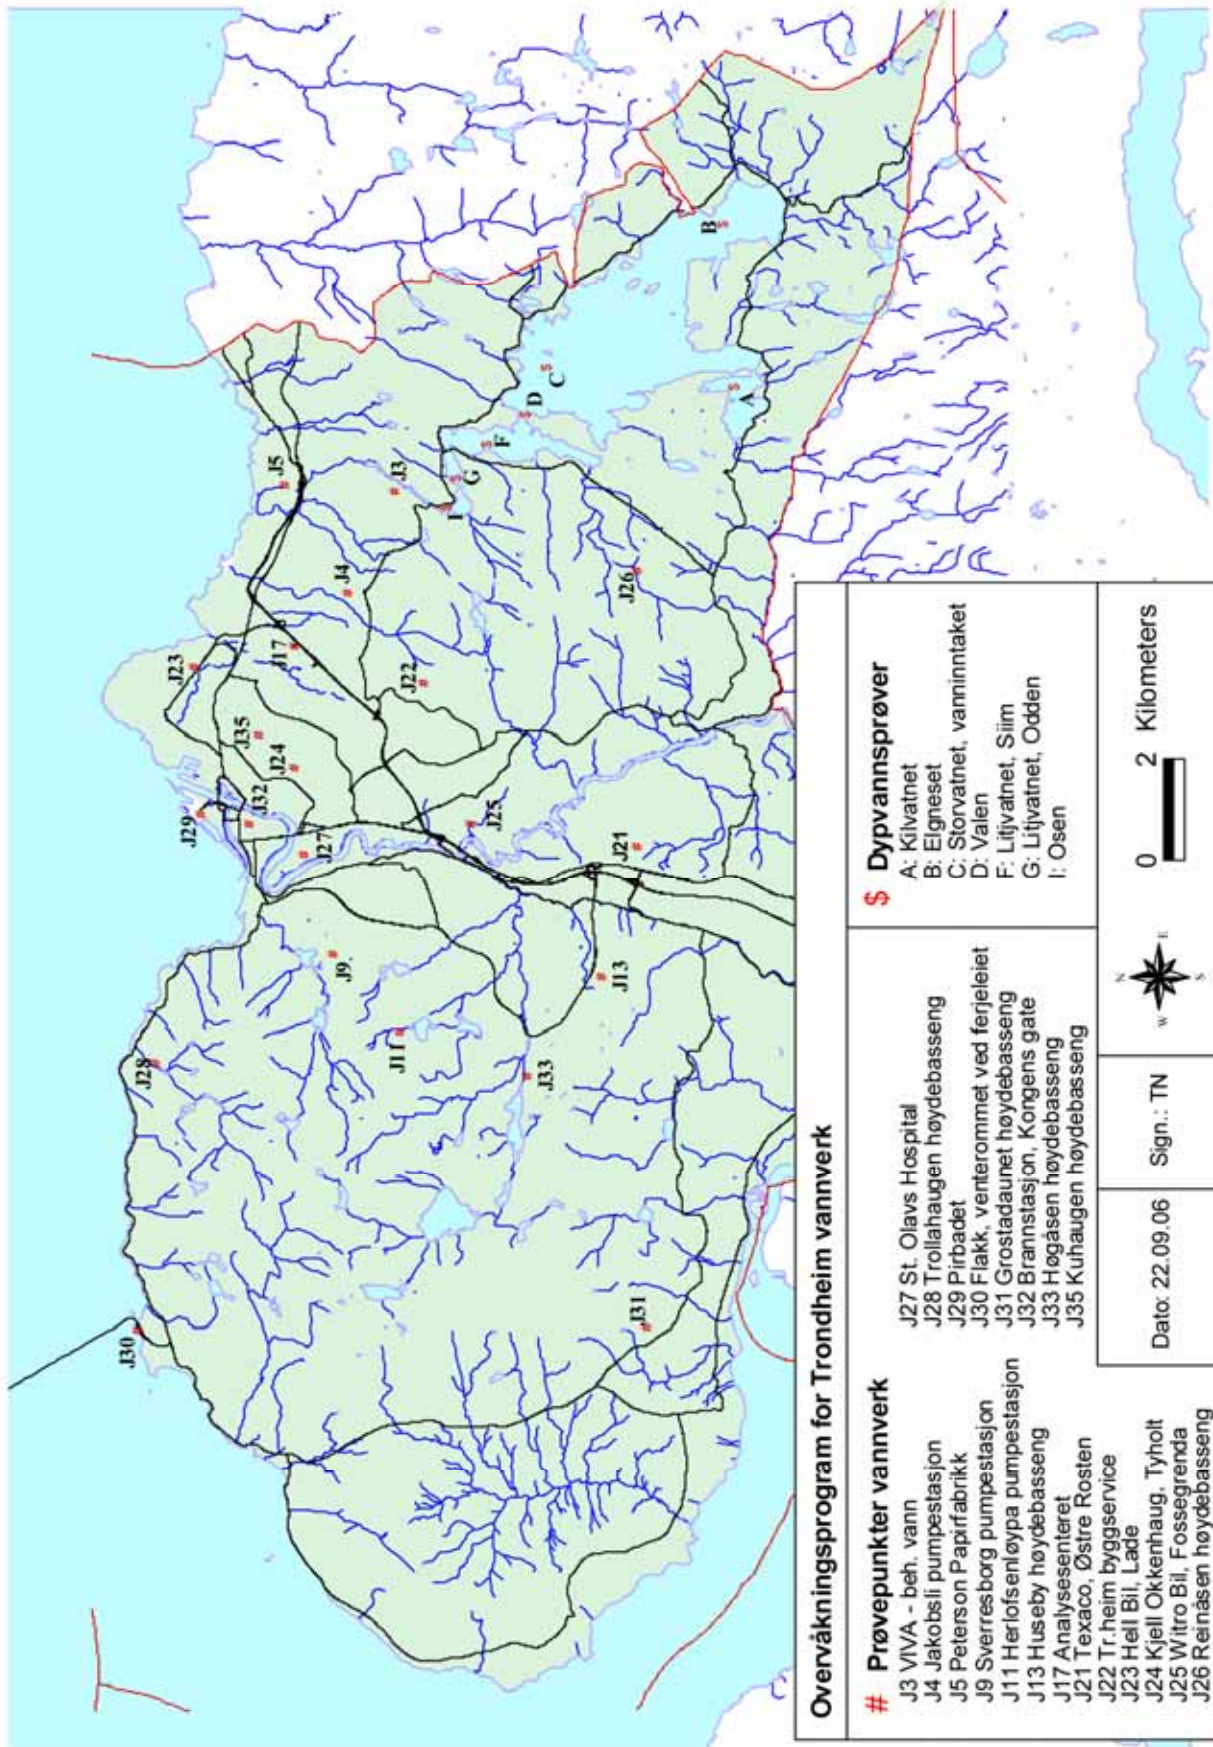 J30
J28
J29
J23
J35
J32
J24
J17
J27
J5
J4
J3
J9.
J11
J22
J25
J33
J13
J21
J26
J31
I
G
F
D
C
B
A
Overvåkningsprogram for Trondheim vannverk
# Prøvepunkter vannverk
J3 VIVA - beh. vann
J4 Jakobsli pumpestasjon
J5 Peterson Papirfabrikk
J9 Sverresborg pumpestasjon
J11 Herlofsenløypa pumpestasjon
J13 Huseby høydebasseng
J17 Analysesenteret
J21 Texaco, Østre Rosten
J22 Tr.heim byggservice
J23 Hell Bil, Lade
J24 Kjell Okkenhaug, Tyholt
J25 Witro Bil, Fossegrenda
J26 Reinåsen høydebasseng
J27 St. Olavs Hospital
J28 Trollahaugen høydebasseng
J29 Pirbadet
J30 Flakk, venterommet ved ferjeleiet
J31 Grostadaunet høydebasseng
J32 Brannstasjon, Kongens gate
J33 Høgåsen høydebasseng
J35 Kuhaugen høydebasseng
$ Dypvannsprøver
A: Kilvatnet
B: Elgneset
C: Storvatnet, vanninntaket
D: Valen
F: Litjvatnet, Siim
G: Litjvatnet, Odden
I: Osen
Dato: 22.09.06
Sign.: TN
N
W
E
S
0
2
Kilometers